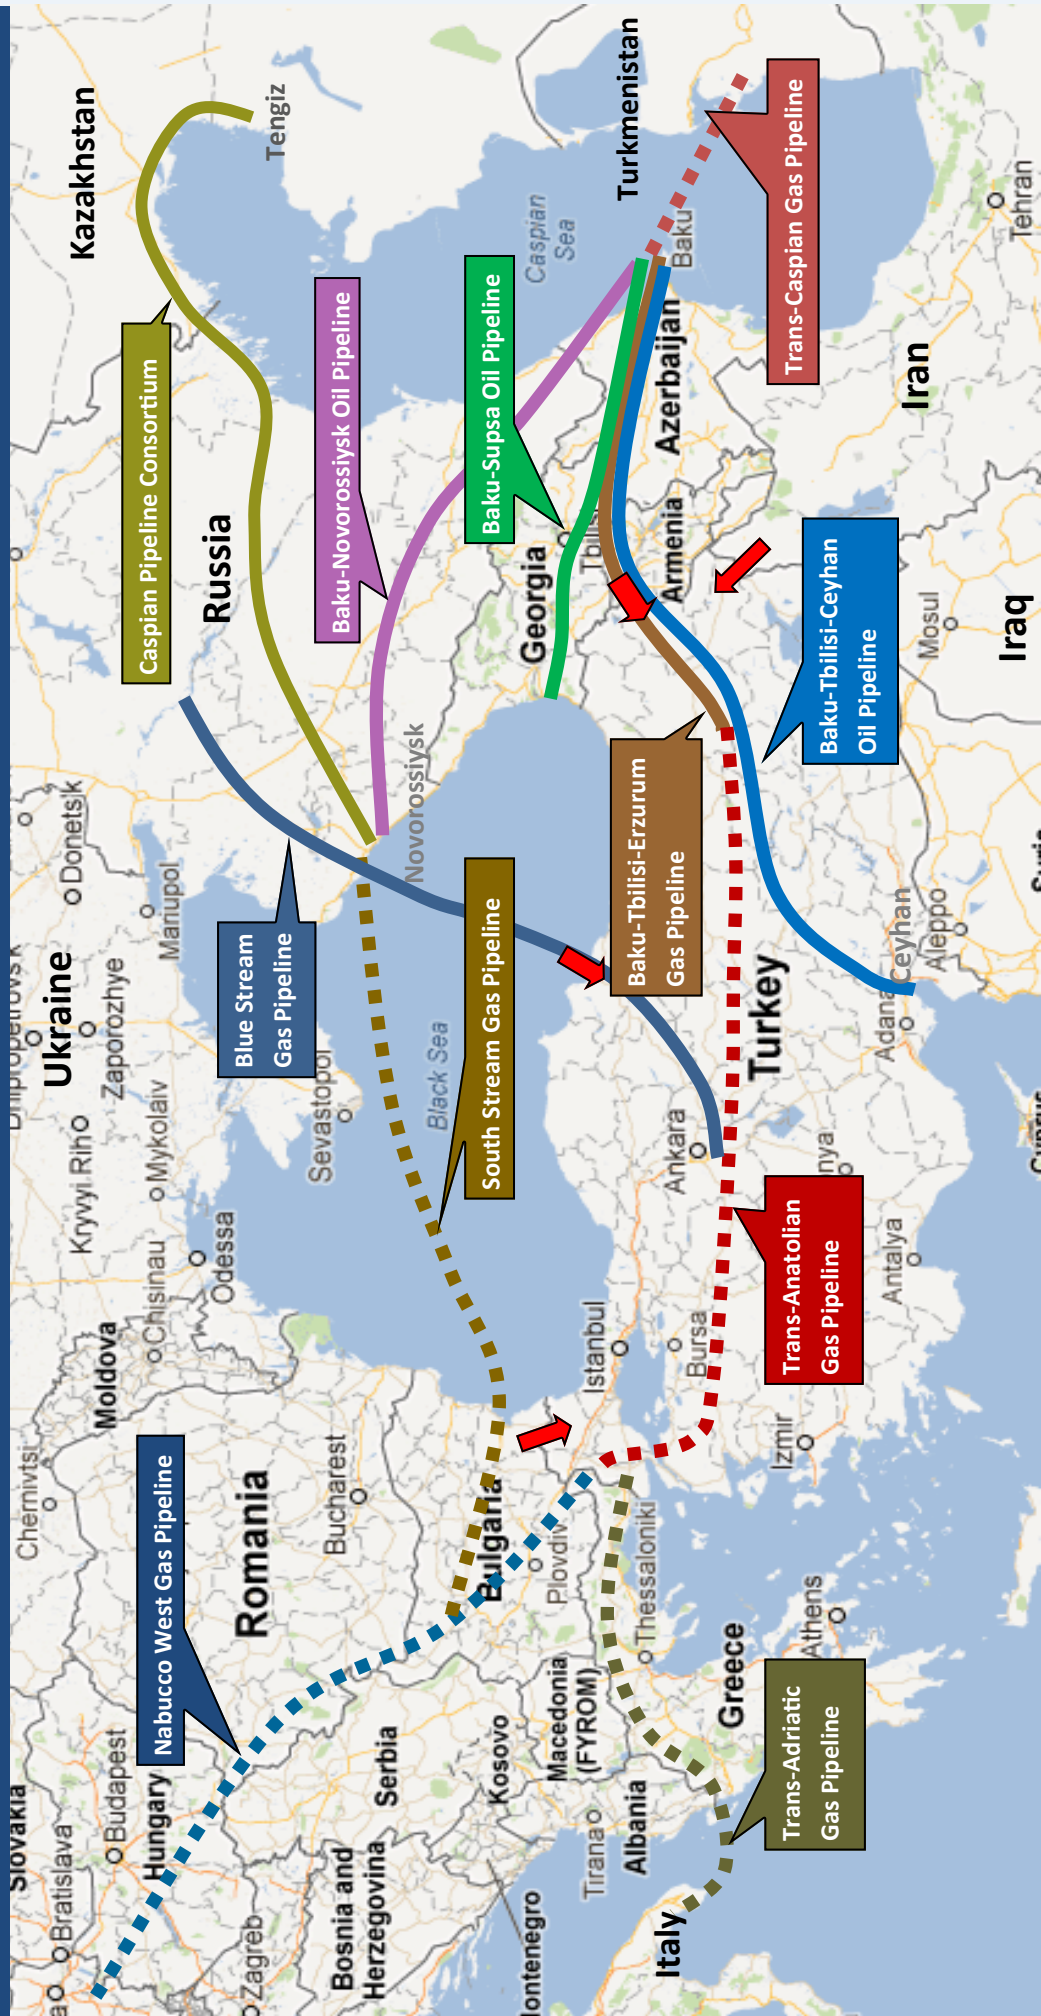 Slovakia
Ukraine
Kazakhstan
Bratislava
Chernivtsi
Zaporozhye
Donetsk
Budapest
Kryvyi Rih
Moldova
Chisinau
Mykolaiv
Mariupol
Hungary
Nabucco West Gas Pipeline
Caspian Pipeline Consortium
Odessa
Russia
Tengiz
Zagreb
Romania
Blue Stream
Gas Pipeline
Bosnia and
Herzegovina
Bucharest
Sevastopol
Baku-Novorossiysk Oil Pipeline
Serbia
Novorossiysk
Black Sea
Kosovo
Bulgaria
South Stream Gas Pipeline
Baku-Supsa Oil Pipeline
Caspian
Sea
Georgia
Plovdiv
Macedonia
(FYROM)
Tirana
Albania
Istanbul
Turkmenistan
Thessaloniki
Baku-Tbilisi-Erzurum
Gas Pipeline
Armenia
Azerbaijan
Baku
Italy
Ankara
Bursa
Greece
Izmir
Turkey
Trans-Adriatic
Gas Pipeline
Athens
Trans-Anatolian
Gas Pipeline
Baku-Tbilisi-Ceyhan
Oil Pipeline
Trans-Caspian Gas Pipeline
Antalya
Adana
Ceyhan
Aleppo
Mosul
Iran
Iraq
Tehran